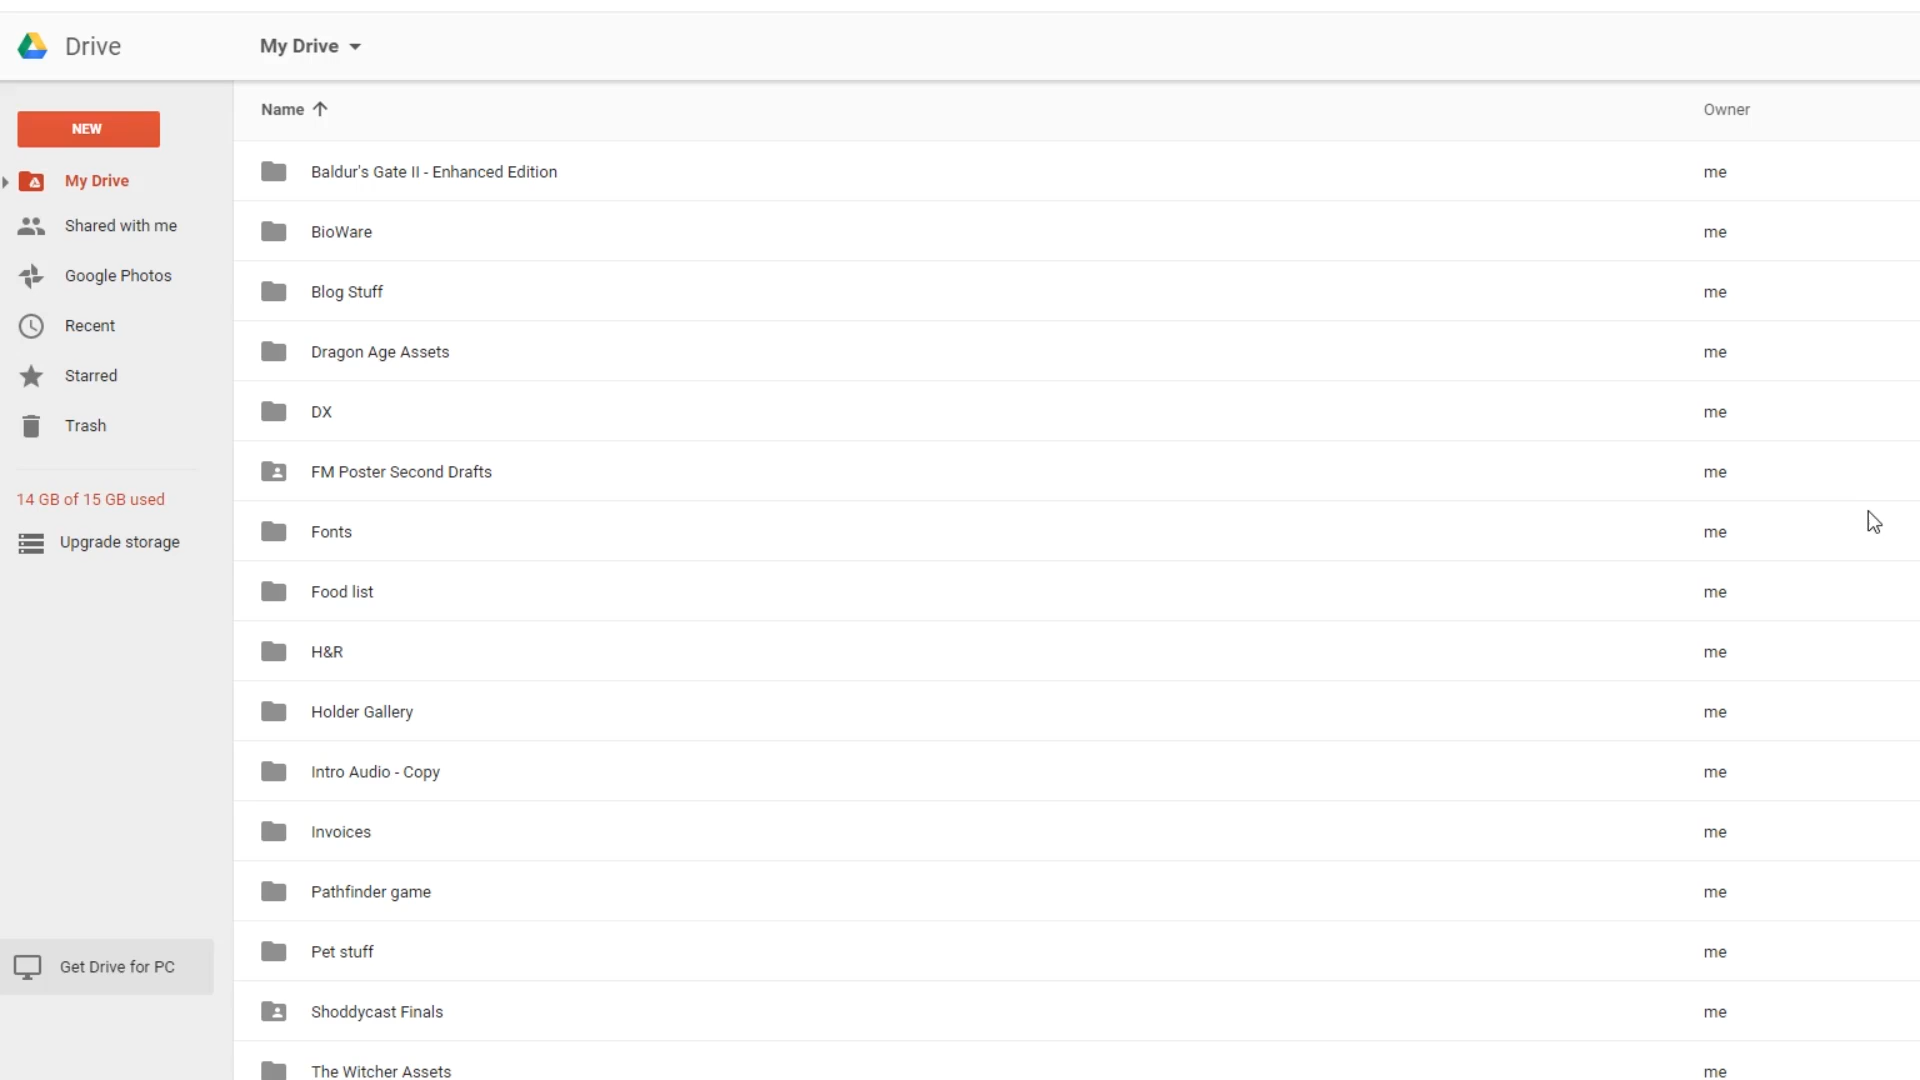 Drive
My Drive
NEW
My Drive
Shared with me
Google Photos
Recent
Starred
Trash
14 GB of 15 GB used
Upgrade storage
Get Drive for PC
Name Owner
Baldur's Gate II - Enhanced Edition me
BioWare me
Blog Stuff me
Dragon Age Assets me
DX me
FM Poster Second Drafts me
Fonts me
Food list me
H&R me
Holder Gallery me
Intro Audio - Copy me
Invoices me
Pathfinder game me
Pet stuff me
Shoddycast Finals me
The Witcher Assets me